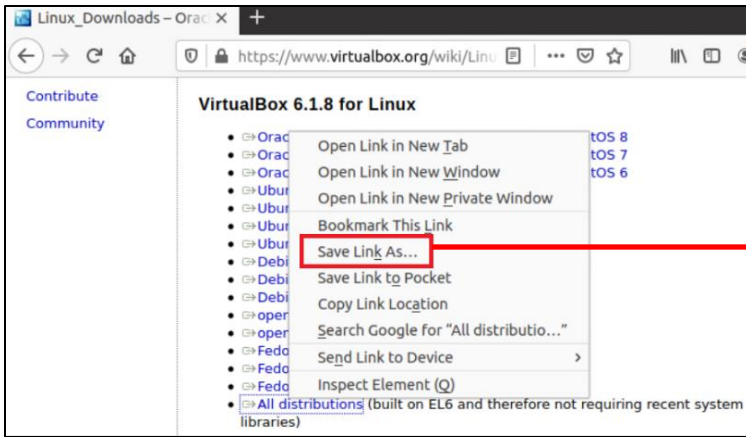 Linux_Downloads – Orac
https://www.virtualbox.org/wiki/Linu
Contribute
Community
VirtualBox 6.1.8 for Linux
Orac
tOS 8
Orac
tOS 7
Orac
tOS 6
Ubun
Ubun
Ubun
Ubun
Debi
Debi
Debi
open
open
Fedo
Fedo
Fedo
All distributions (built on EL6 and therefore not requiring recent system
libraries)
Open Link in New Tab
Open Link in New Window
Open Link in New Private Window
Bookmark This Link
Save Link As...
Save Link to Pocket
Copy Link Location
Search Google for “All distributio...”
Send Link to Device
Inspect Element (Q)